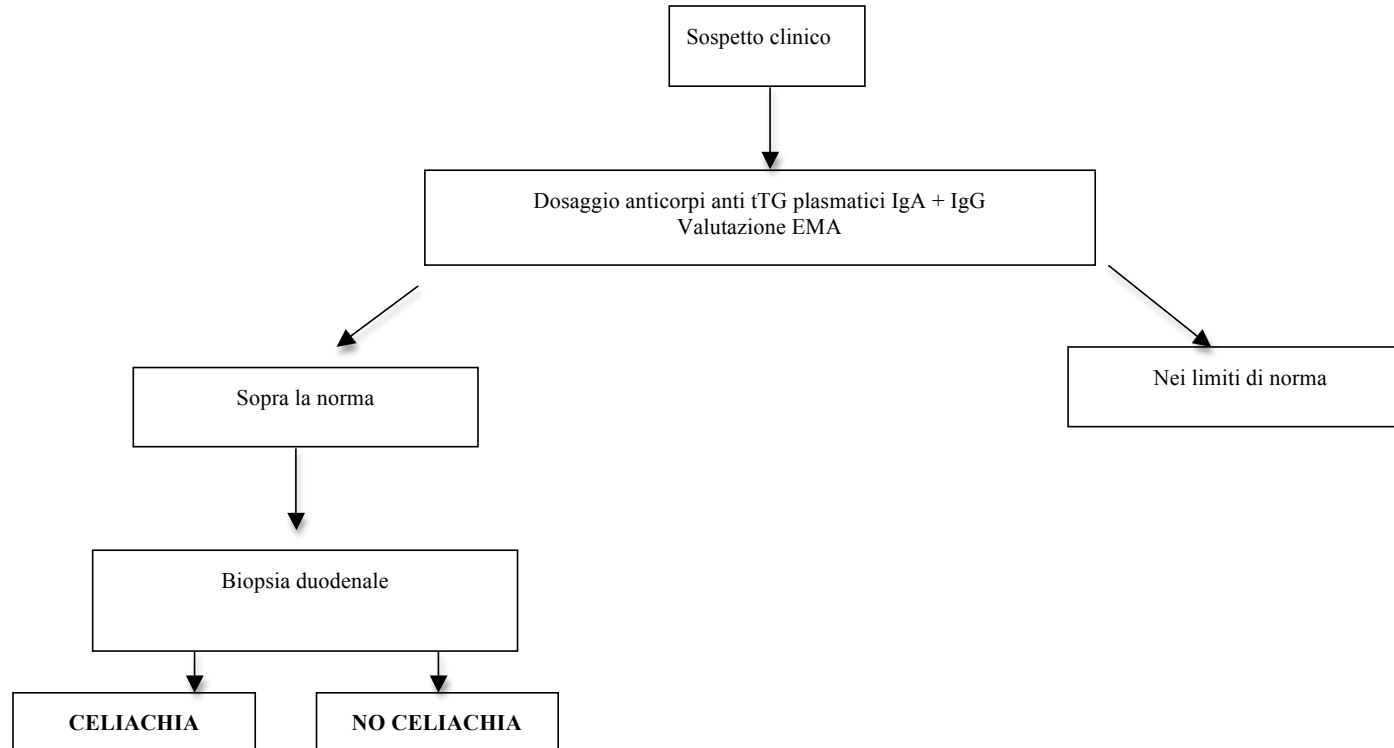 Sospetto clinico
Dosaggio anticorpi anti tTG plasmatici IgA + IgG
Valutazione EMA
Sopra la norma
Nei limiti di norma
Biopsia duodenale
CELIACHIA
NO CELIACHIA